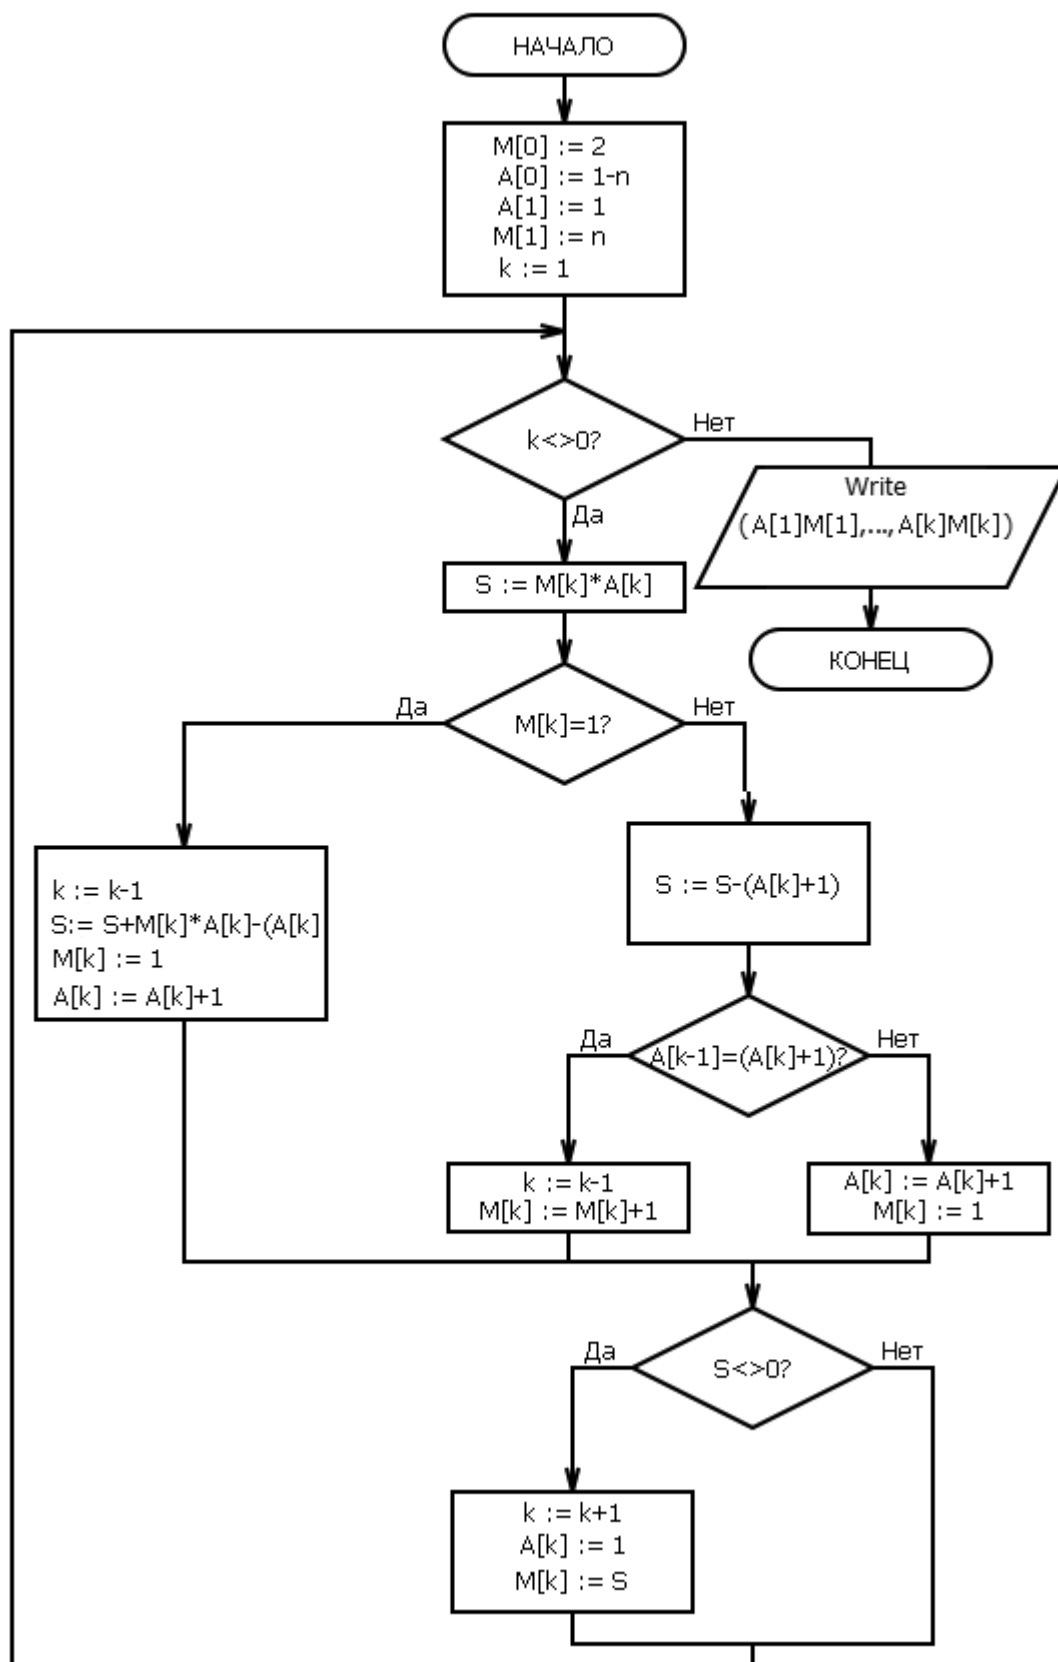 НАЧАЛО
M[0] := 2
A[0] := 1-n
A[1] := 1
M[1] := n
k := 1
k<>0?
Нет
Да
Write
(A[1]M[1],..., A[k]M[k])
S := M[k]*A[k]
КОНЕЦ
Да
M[k]=1?
Нет
k := k-1
S:= S+M[k]*A[k]-(A[k]
M[k] := 1
A[k] := A[k]+1
S := S-(A[k]+1)
Да
A[k-1]=(A[k]+1)?
Нет
k := k-1
M[k] := M[k]+1
A[k] := A[k]+1
M[k] := 1
Да
S<>0?
Нет
k := k+1
A[k] := 1
M[k] := S